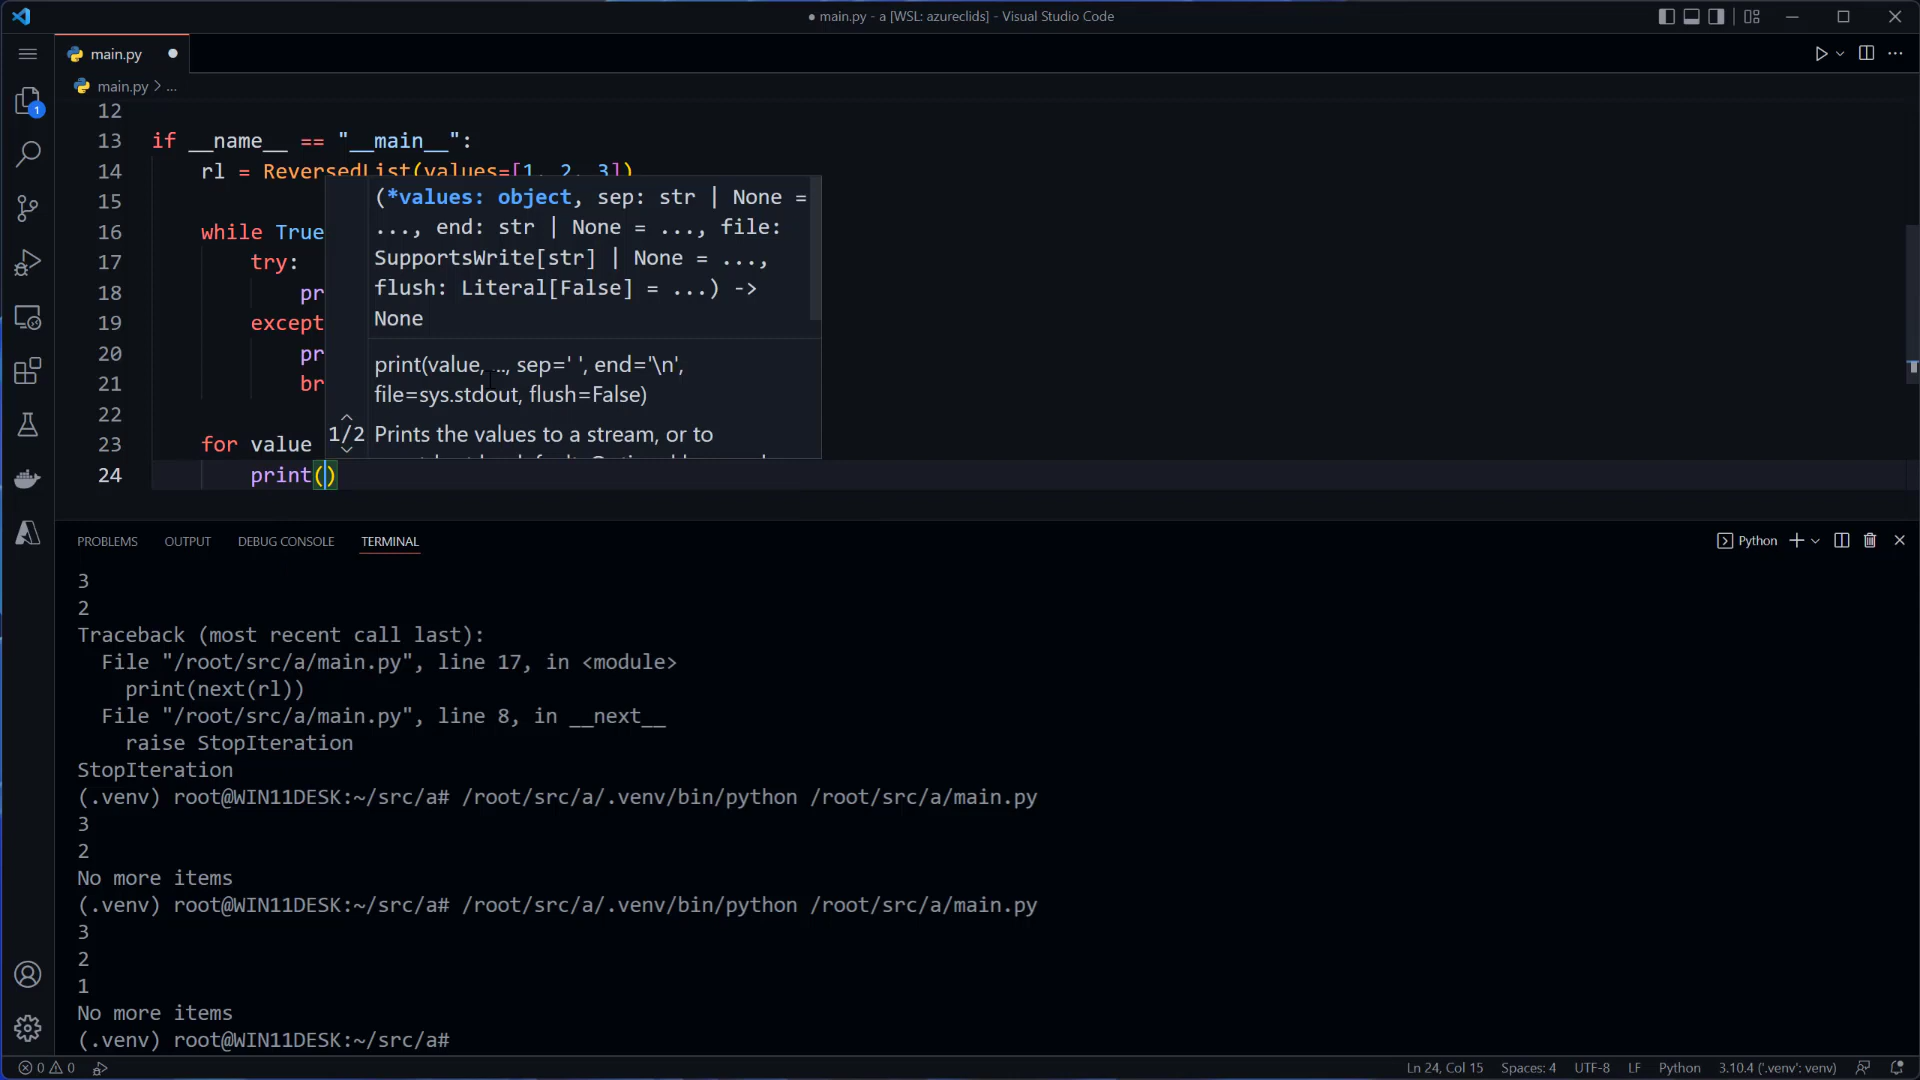 main.py - a [WSL: azureclids] - Visual Studio Code
main.py
main.py > ...
1
12
13 if __name__ == "__main__":
14 rl = ReversedList(values=[1, 2, 3])
15
16 while True
17 try:
18 pr
19 except
20 pr
21 br
22
23 for value
24 print()
(*values: object, sep: str | None =
..., end: str | None = ..., file:
SupportsWrite[str] | None = ...,
flush: Literal[False] = ...) ->
None
print(value, ..., sep=' ', end='\n',
file=sys.stdout, flush=False)
1/2
Prints the values to a stream, or to
PROBLEMS OUTPUT DEBUG CONSOLE TERMINAL
Python
3
2
Traceback (most recent call last):
File "/root/src/a/main.py", line 17, in <module>
print(next(rl))
File "/root/src/a/main.py", line 8, in __next__
raise StopIteration
StopIteration
(.venv) root@WIN11DESK:~/src/a# /root/src/a/.venv/bin/python /root/src/a/main.py
3
2
No more items
(.venv) root@WIN11DESK:~/src/a# /root/src/a/.venv/bin/python /root/src/a/main.py
3
2
1
No more items
(.venv) root@WIN11DESK:~/src/a#
0 0
Ln 24, Col 15 Spaces: 4 UTF-8 LF Python 3.10.4 ('.venv': venv)